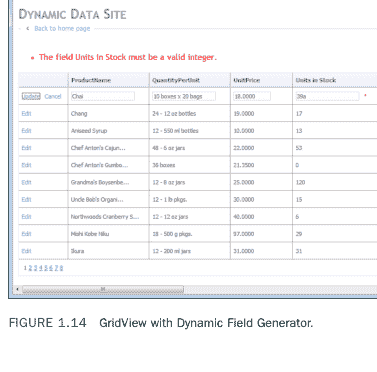 DYNAMIC DATA SITE
Back to home page
• The field Units in Stock must be a valid integer.
ProductName QuantityPerUnit UnitPrice Units in Stock
Update Cancel Chai 10 boxes x 20 bags 18.0000 39a *
Edit Chang 24 - 12 oz bottles 19.0000 17
Edit Aniseed Syrup 12 - 550 ml bottles 10.0000 13
Edit Chef Anton's Cajun... 48 - 6 oz jars 22.0000 53
Edit Chef Anton's Gumbo... 36 boxes 21.3500 0
Edit Grandma's Boysenbe... 12 - 8 oz jars 25.0000 120
Edit Uncle Bob's Organi... 12 - 1 lb pkgs. 30.0000 15
Edit Northwoods Cranberry S... 12 - 12 oz jars 40.0000 6
Edit Mishi Kobe Niku 18 - 500 g pkgs. 97.0000 29
Edit Ikura 12 - 200 ml jars 31.0000 31
1 2 3 4 5 6 7 8
FIGURE 1.14 GridView with Dynamic Field Generator.